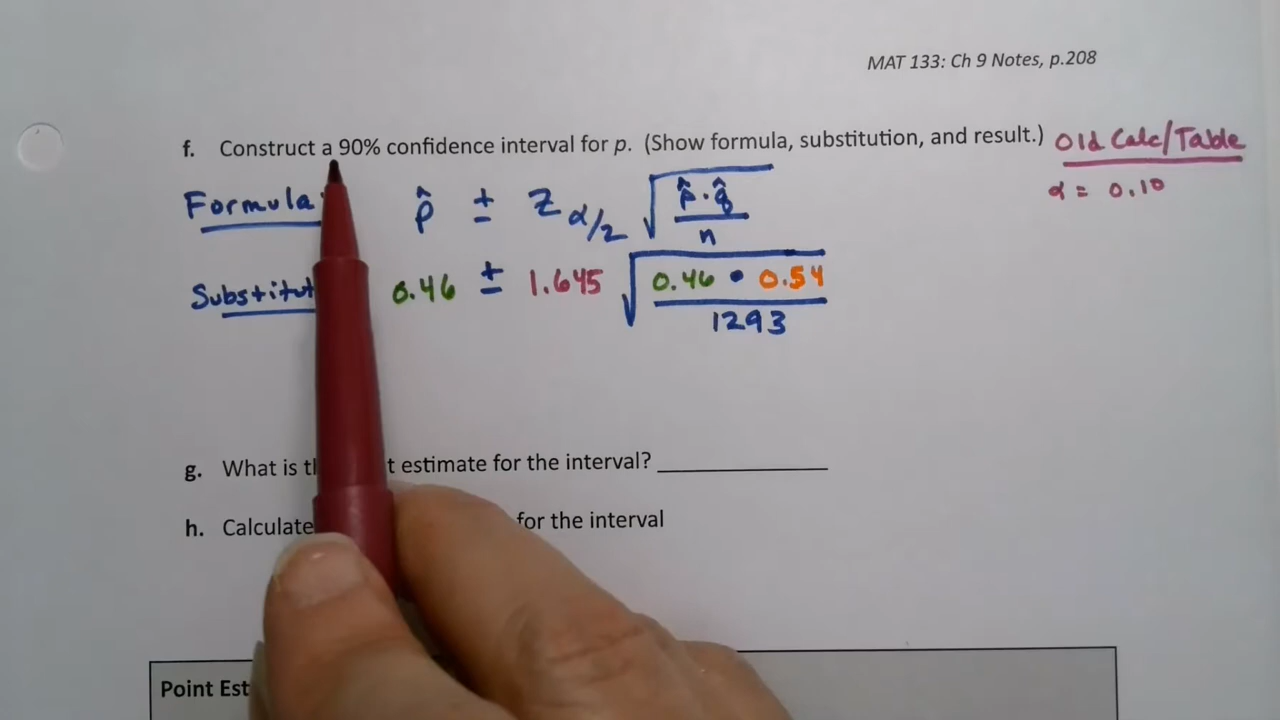 MAT 133: Ch 9 Notes, p.208
f. Construct a 90% confidence interval for p. (Show formula, substitution, and result.) Old Calc/Table
α = 0.10
Formula p̂ ± Z α/2 √ p̂·q̂ / n
0.46 ± 1.645 √ 0.46 • 0.54 / 1293
g. What is estimate for the interval? ____________
h. Calculate for the interval
Point